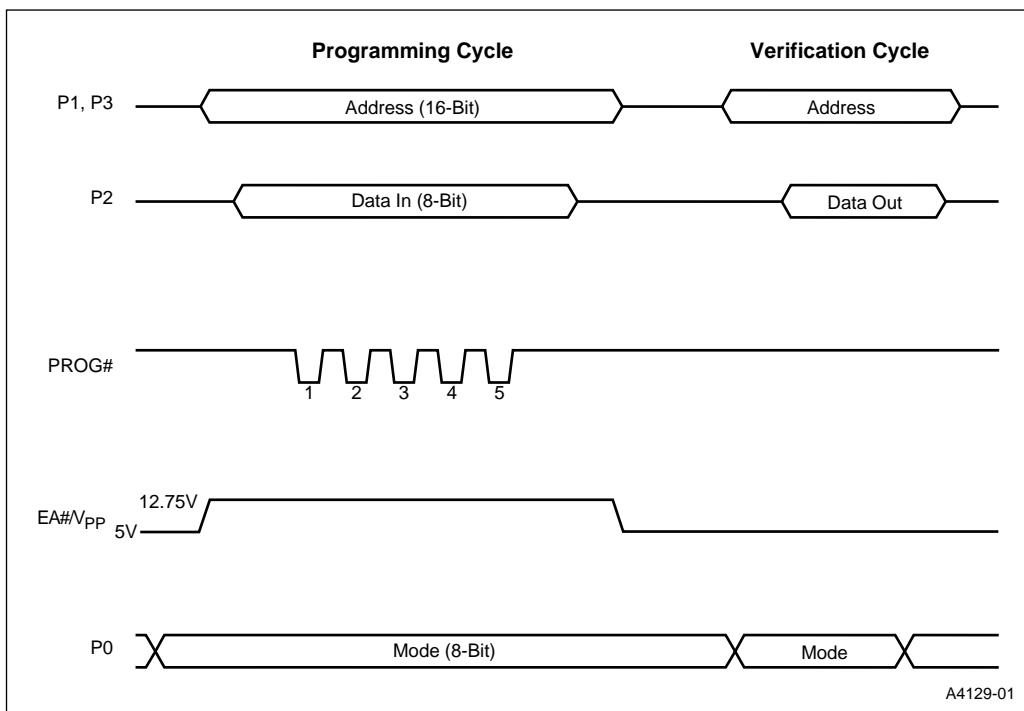 Programming Cycle Verification Cycle
P1, P3 Address (16-Bit) Address
P2 Data In (8-Bit) Data Out
PROG#
1 2 3 4 5
12.75V
EA#/VPP 5V
P0 Mode (8-Bit) Mode
A4129-01